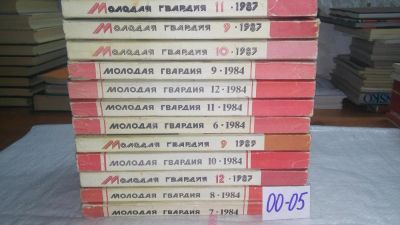 Молодая гвардия 11·1987
Молодая гвардия 9·1987
Молодая гвардия 10·1987
МОЛОДАЯ ГВАРДИЯ 9·1984
МОЛОДАЯ ГВАРДИЯ 12·1984
МОЛОДАЯ ГВАРДИЯ 11·1984
МОЛОДАЯ ГВАРДИЯ 6·1984
Молодая гвардия 9 1989
МОЛОДАЯ ГВАРДИЯ 10·1984
Молодая гвардия 12·1987
МОЛОДАЯ ГВАРДИЯ 8·1984
МОЛОДАЯ ГВАРДИЯ 7·1984
00-05